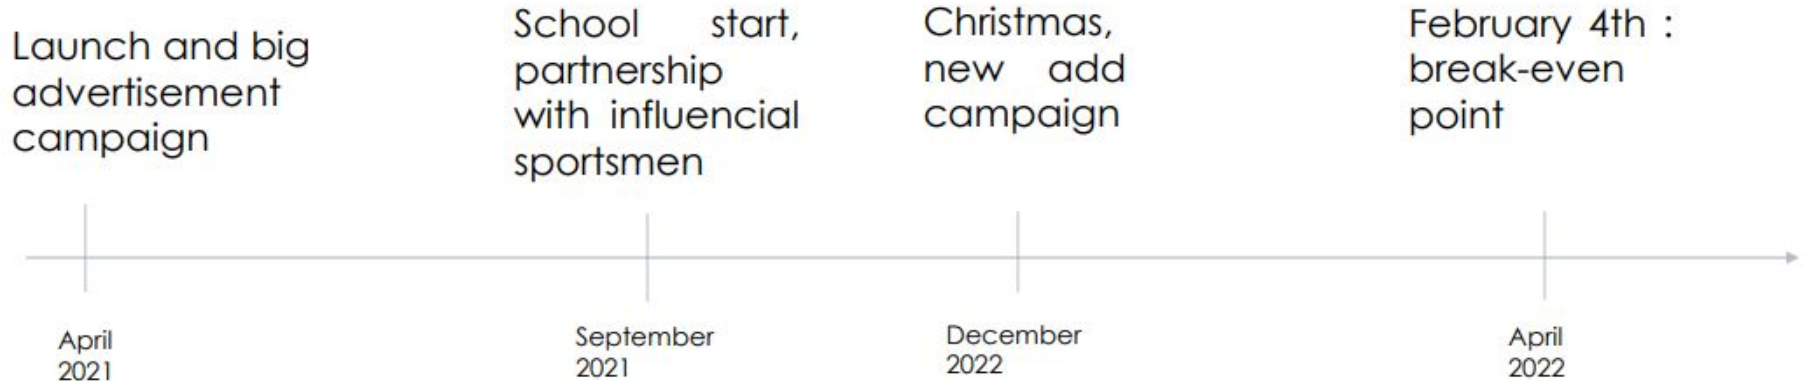 Launch and big
advertisement
campaign
School start,
partnership
with influencial
sportsmen
Christmas,
new add
campaign
February 4th :
break-even
point
April
2021
September
2021
December
2022
April
2022